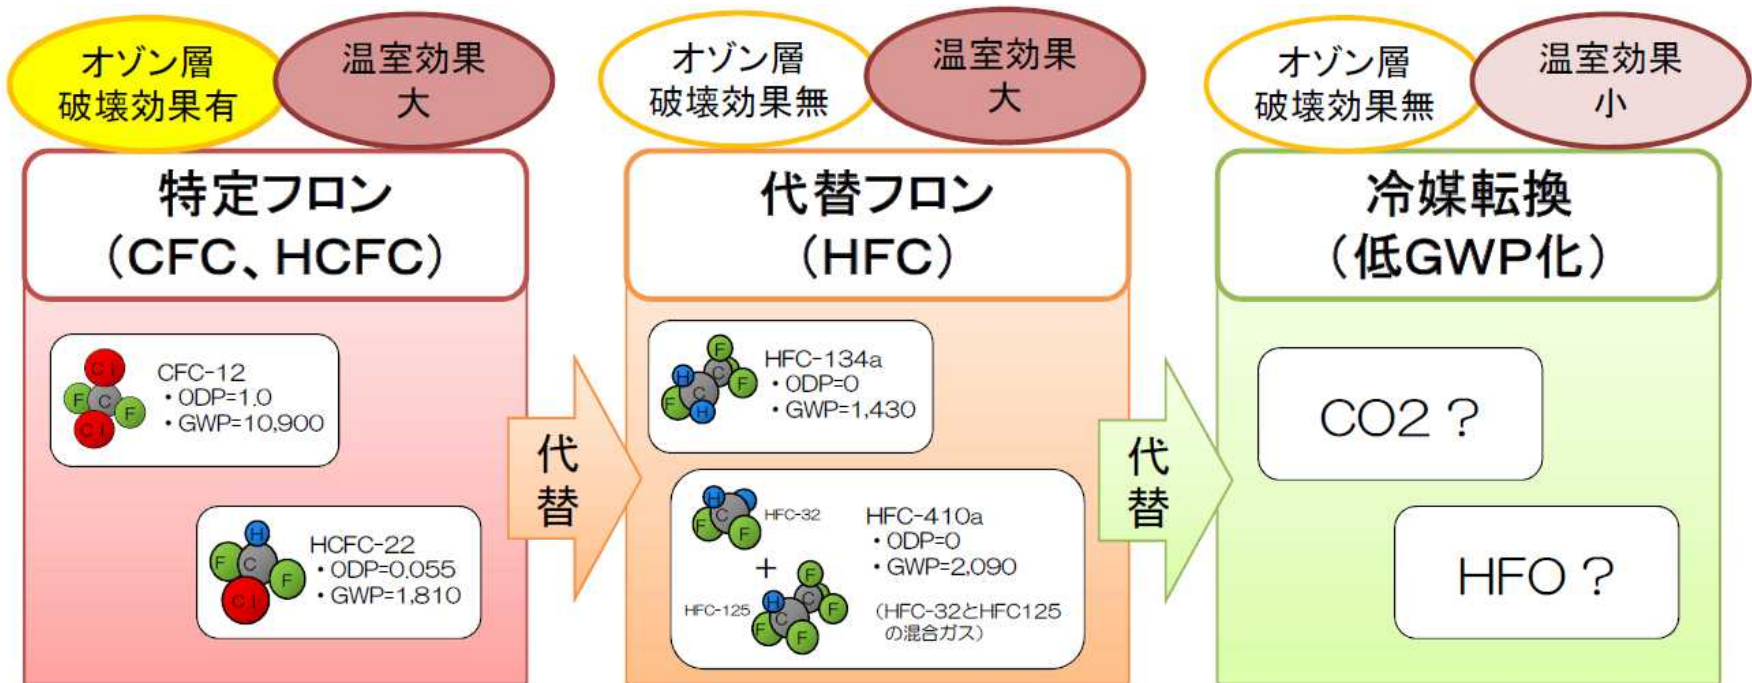 オゾン層
破壊効果有
温室効果
大
オゾン層
破壊効果無
温室効果
大
オゾン層
破壊効果無
温室効果
小
特定フロン
（CFC、HCFC）
Cl
F
C
F
Cl
CFC-12
・ODP=1.0
・GWP=10,900
H
F
C
F
Cl
HCFC-22
・ODP=0.055
・GWP=1,810
代
替
代替フロン
（HFC）
F
H
C
C
F
F
H
HFC-134a
・ODP=0
・GWP=1,430
H
C
F
F
HFC-32
+
HFC-125
F
H
C
C
F
F
F
HFC-410a
・ODP=0
・GWP=2,090
（HFC-32とHFC125
の混合ガス）
代
替
冷媒転換
（低GWP化）
CO2？
HFO？